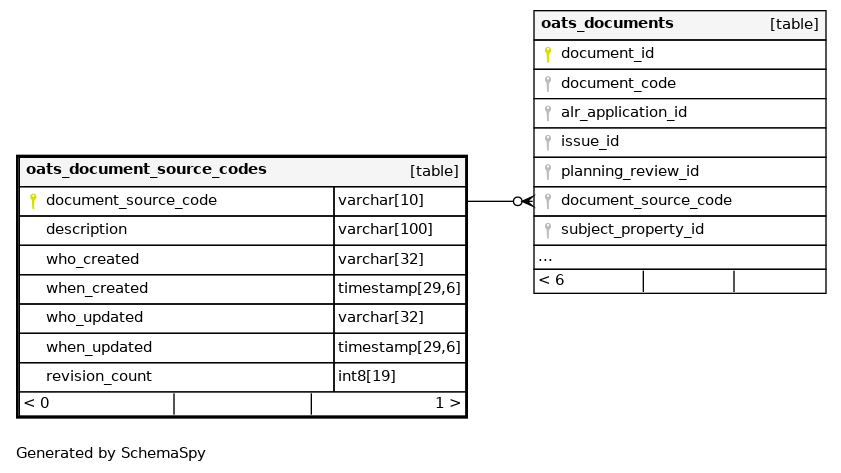 oats_documents [table]
document_id
document_code
alr_application_id
issue_id
planning_review_id
document_source_code
subject_property_id
...
< 6
oats_document_source_codes [table]
document_source_code varchar[10]
description varchar[100]
who_created varchar[32]
when_created timestamp[29,6]
who_updated varchar[32]
when_updated timestamp[29,6]
revision_count int8[19]
< 0 1 >
Generated by SchemaSpy